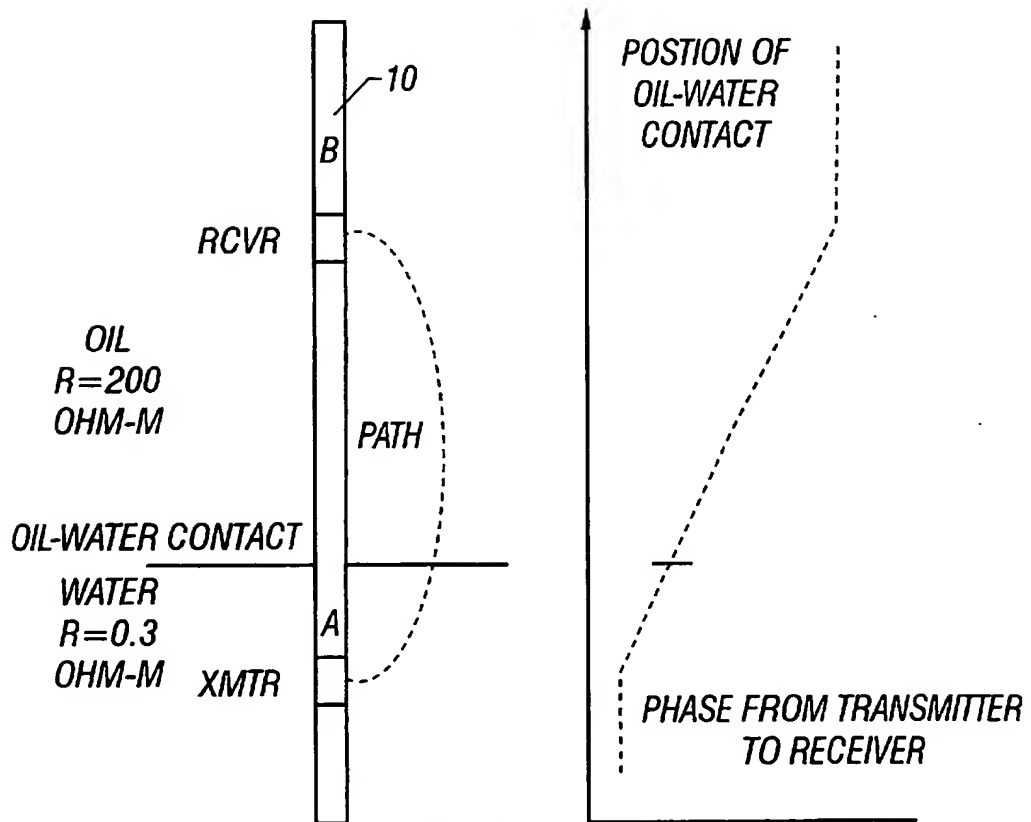 10
B
RCVR
OIL
R=200
OHM-M
PATH
OIL-WATER CONTACT
WATER
R=0.3
OHM-M
A
XMTR
POSTION OF
OIL-WATER
CONTACT
PHASE FROM TRANSMITTER
TO RECEIVER